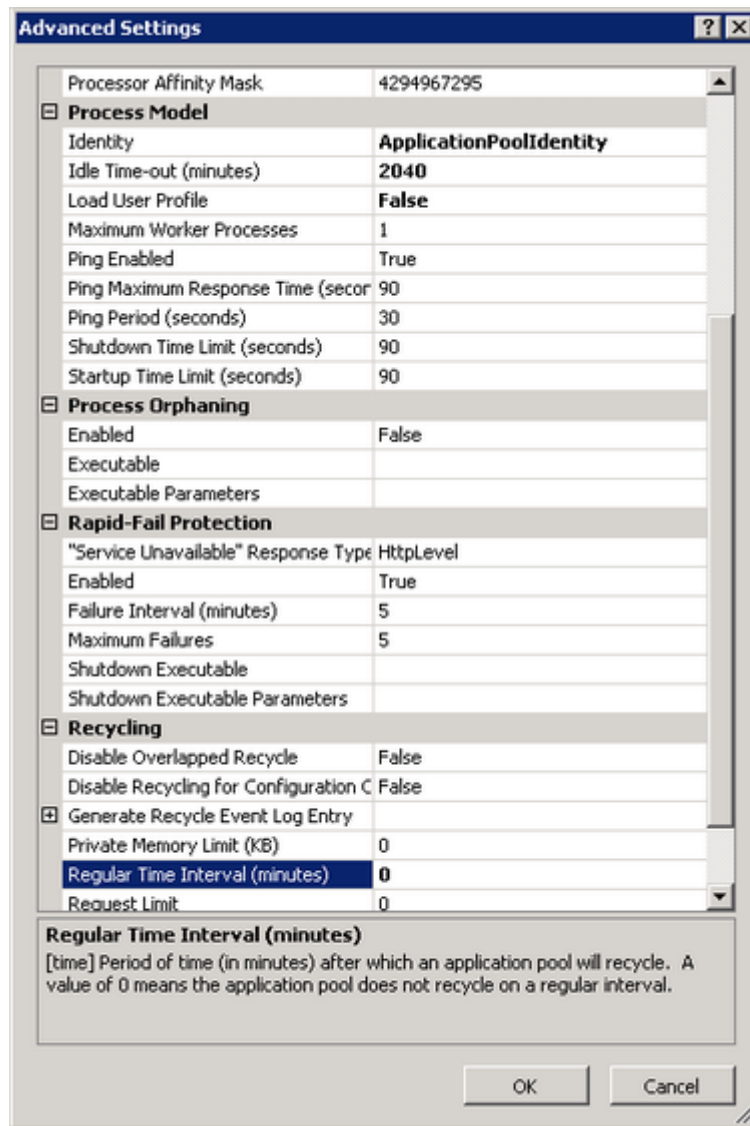 Advanced Settings
Processor Affinity Mask 4294967295
Process Model
Identity ApplicationPoolIdentity
Idle Time-out (minutes) 2040
Load User Profile False
Maximum Worker Processes 1
Ping Enabled True
Ping Maximum Response Time (secor 90
Ping Period (seconds) 30
Shutdown Time Limit (seconds) 90
Startup Time Limit (seconds) 90
Process Orphaning
Enabled False
Executable
Executable Parameters
Rapid-Fail Protection
"Service Unavailable" Response Type HttpLevel
Enabled True
Failure Interval (minutes) 5
Maximum Failures 5
Shutdown Executable
Shutdown Executable Parameters
Recycling
Disable Overlapped Recycle False
Disable Recycling for Configuration C False
Generate Recycle Event Log Entry
Private Memory Limit (KB) 0
Regular Time Interval (minutes) 0
Request Limit 0
Regular Time Interval (minutes)
[time] Period of time (in minutes) after which an application pool will recycle. A
value of 0 means the application pool does not recycle on a regular interval.
OK Cancel